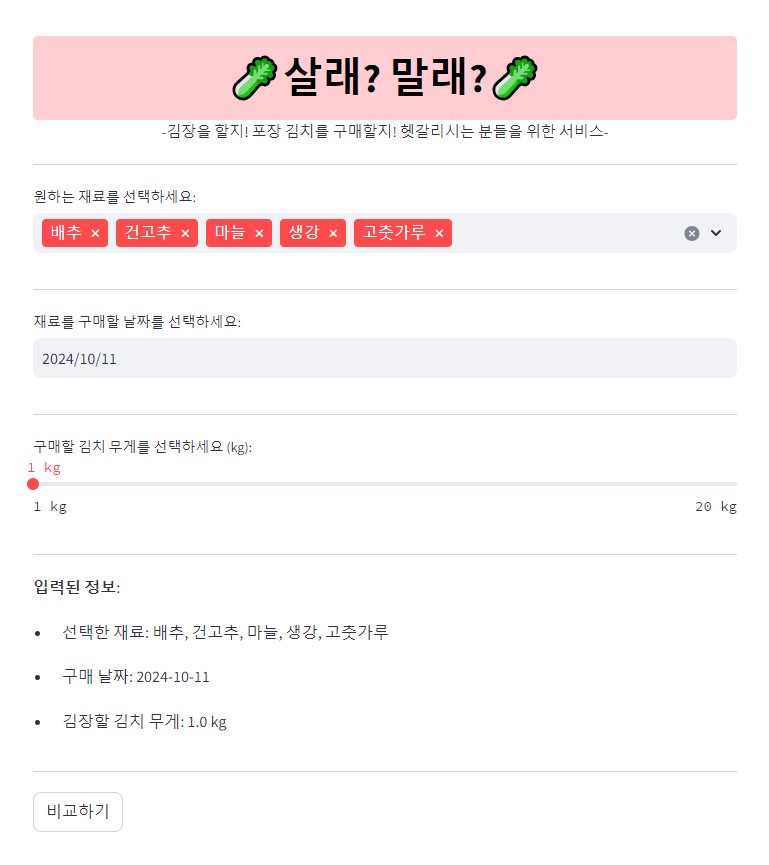 살래? 말래?
-김장을 할지! 포장 김치를 구매할지! 헷갈리시는 분들을 위한 서비스-
원하는 재료를 선택하세요:
배추 × 건고추 × 마늘 × 생강 × 고춧가루 ×
재료를 구매할 날짜를 선택하세요:
2024/10/11
구매할 김치 무게를 선택하세요 (kg):
1 kg
1 kg 20 kg
입력된 정보:
• 선택한 재료: 배추, 건고추, 마늘, 생강, 고춧가루
• 구매 날짜: 2024-10-11
• 김장할 김치 무게: 1.0 kg
비교하기